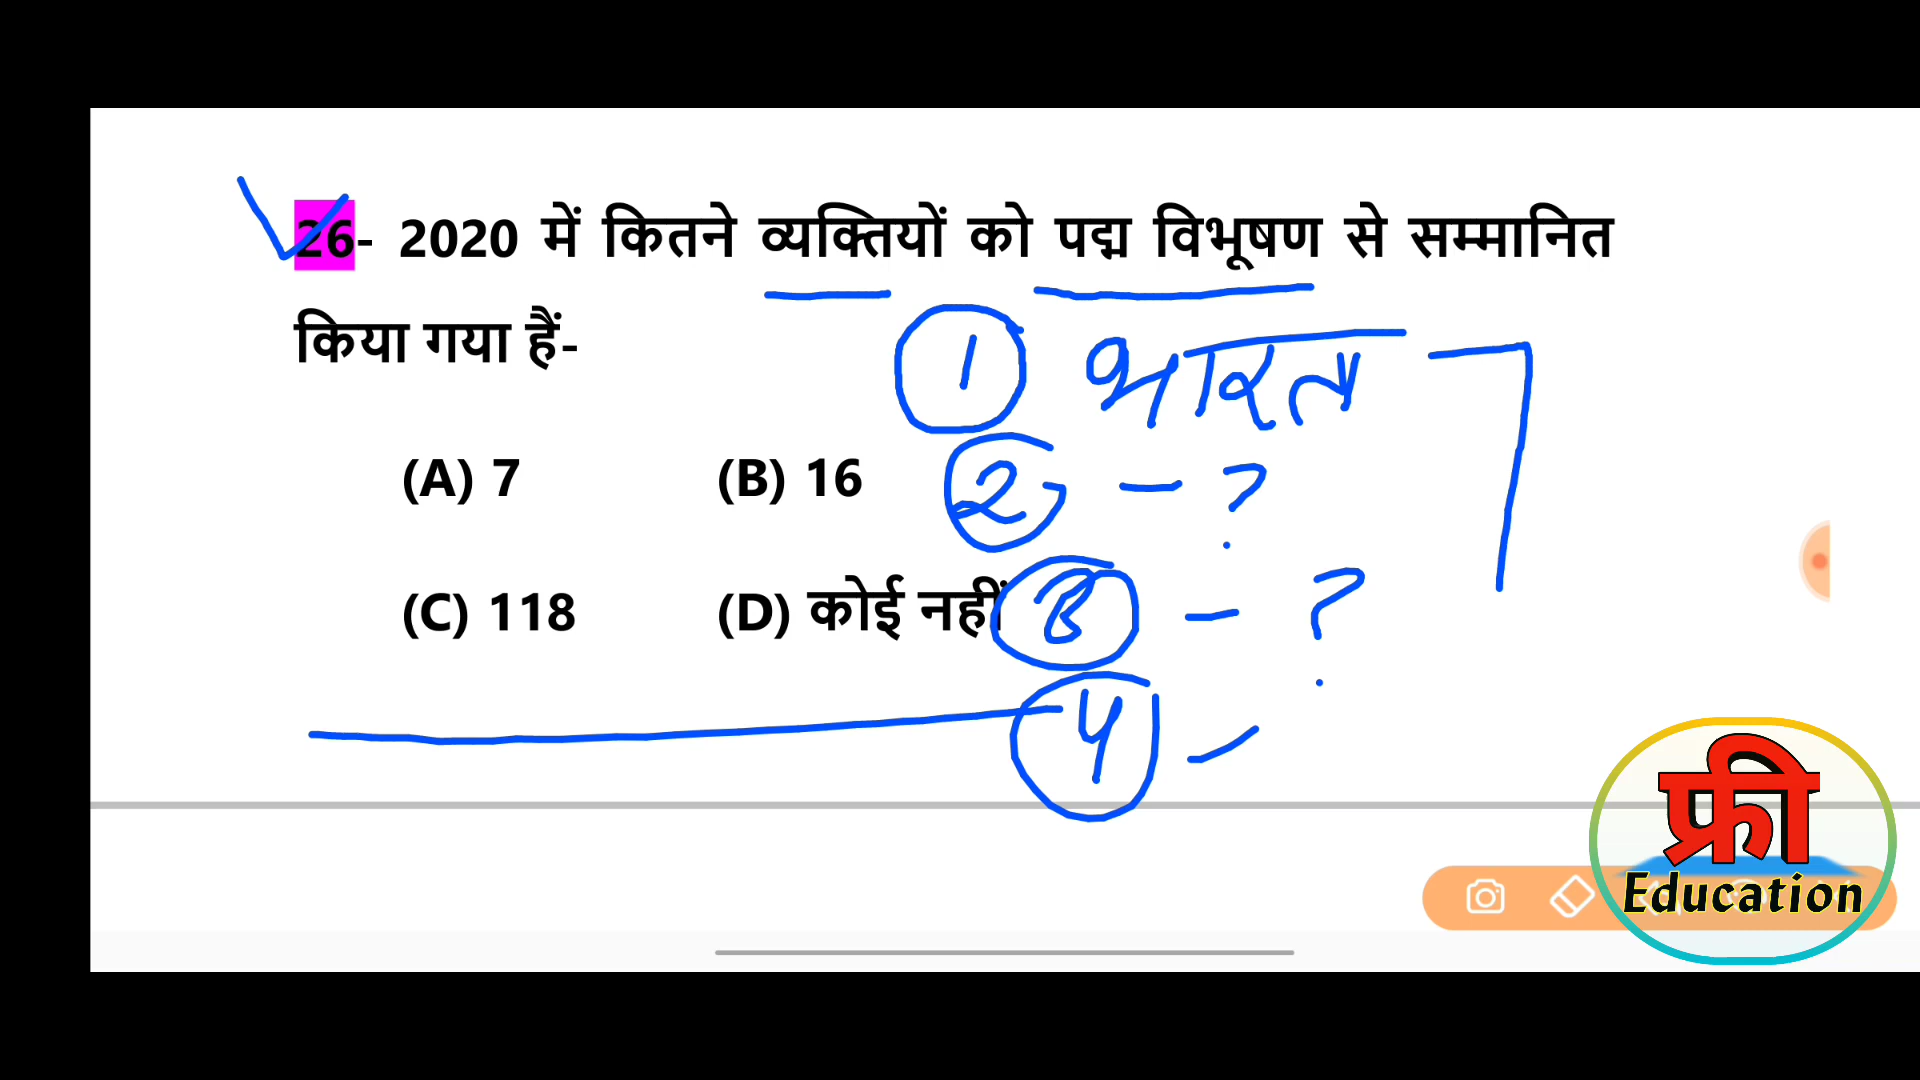 26- 2020 में कितने व्यक्तियों को पद्म विभूषण से सम्मानित
किया गया हैं-
1 भारत
(A) 7 (B) 16
2 - ?
(C) 118 (D) कोई नहीं
3 - ?
4 -
फ्री
Education